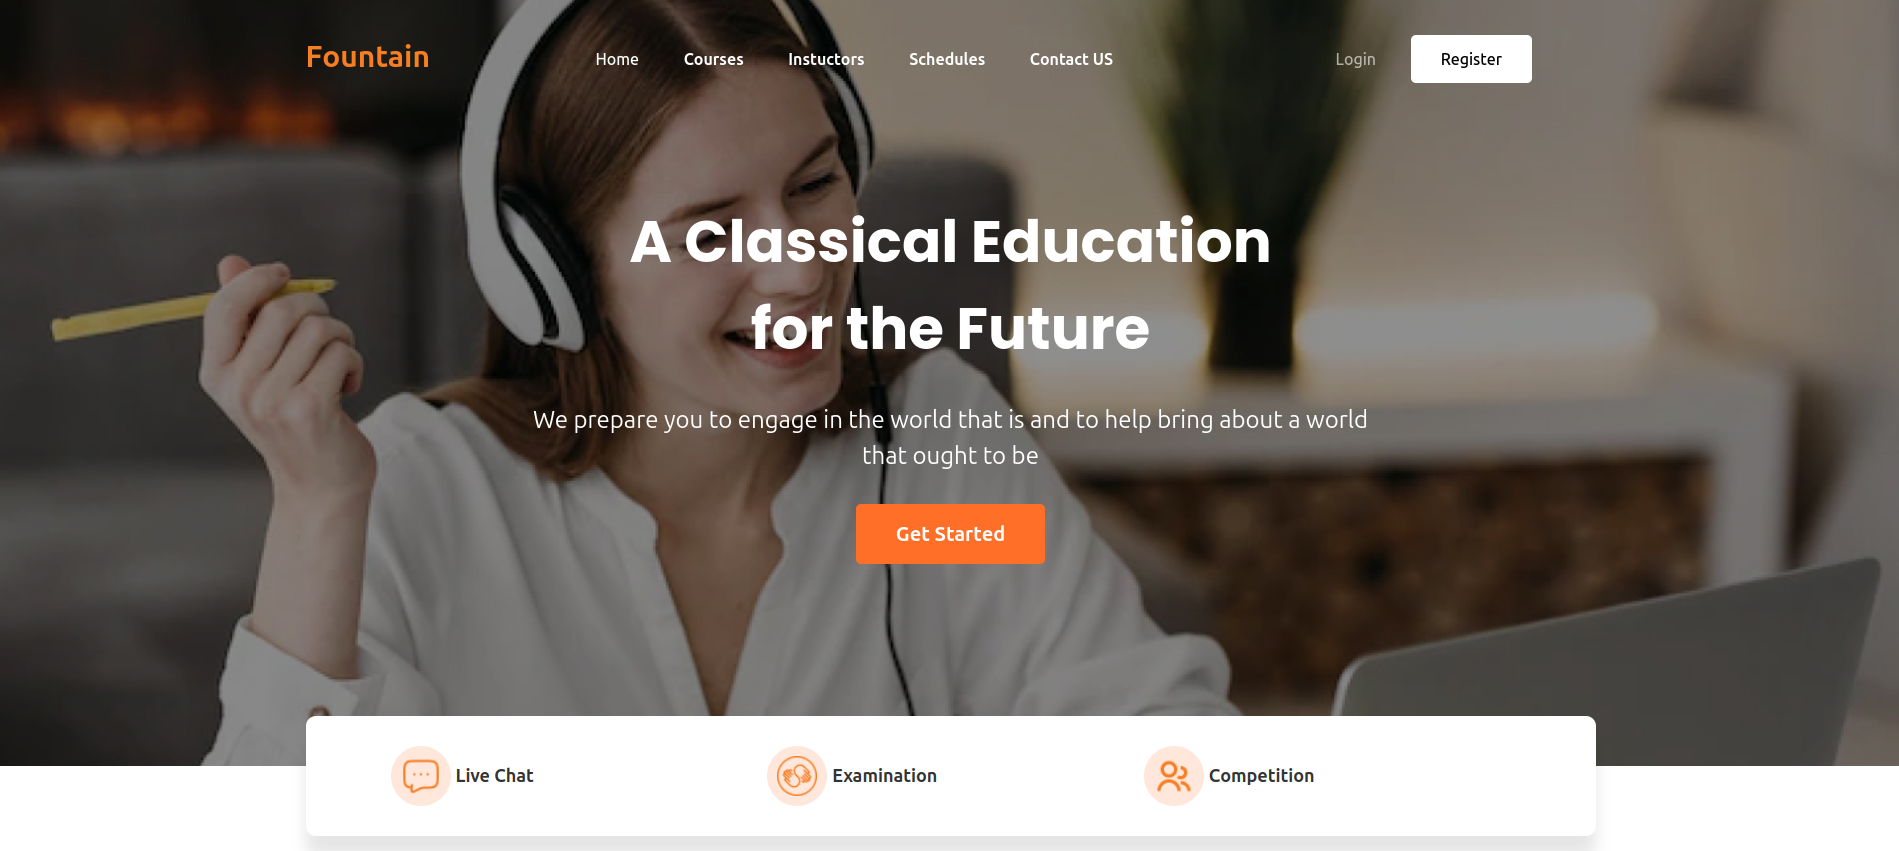 Fountain
Home Courses Instuctors Schedules Contact US Login Register
A Classical Education
for the Future
We prepare you to engage in the world that is and to help bring about a world
that ought to be
Get Started
Live Chat Examination Competition